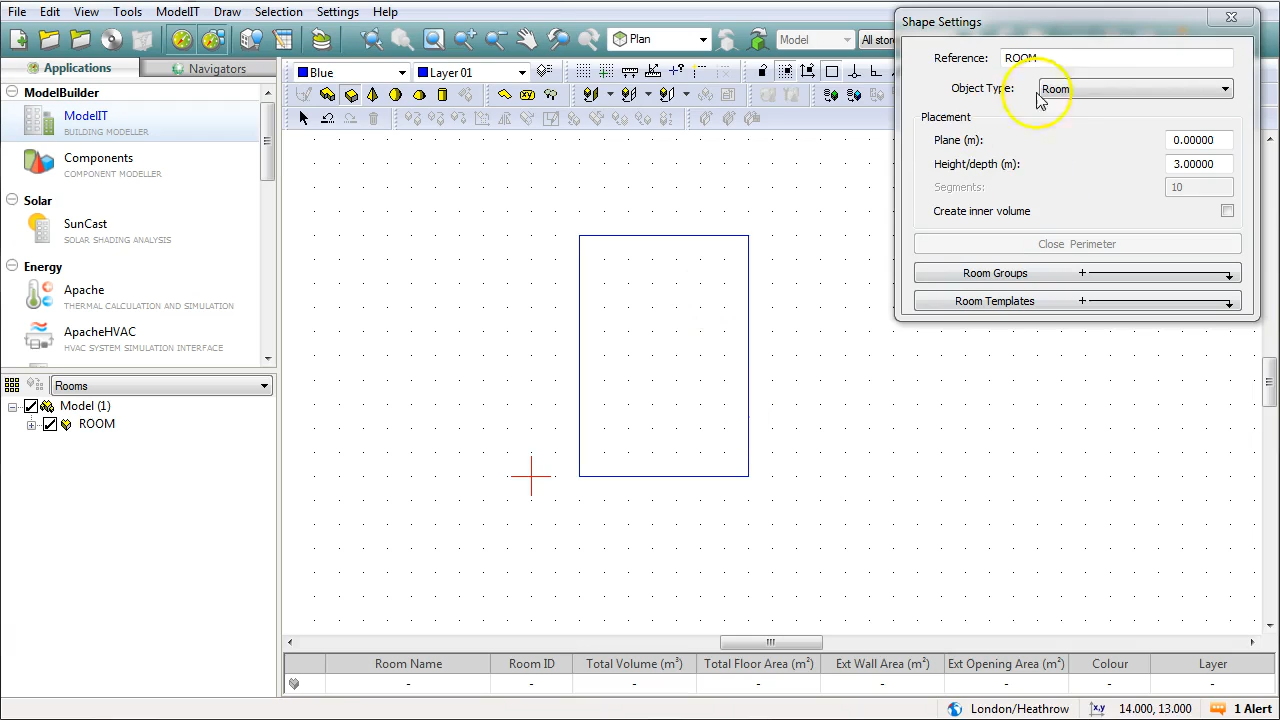 File Edit View Tools ModelIT Draw Selection Settings Help
Plan
Model
All store
Applications
Navigators
Blue
Layer 01
ModelBuilder
ModelIT
BUILDING MODELLER
Components
COMPONENT MODELLER
Solar
SunCast
SOLAR SHADING ANALYSIS
Energy
Apache
THERMAL CALCULATION AND SIMULATION
ApacheHVAC
HVAC SYSTEM SIMULATION INTERFACE
Rooms
Model (1)
ROOM
Shape Settings
Reference: ROOM
Object Type: Room
Placement
Plane (m): 0.00000
Height/depth (m): 3.00000
Segments: 10
Create inner volume
Close Perimeter
Room Groups
Room Templates
Room Name Room ID Total Volume (m³) Total Floor Area (m²) Ext Wall Area (m²) Ext Opening Area (m²) Colour Layer
- - - - - - - -
London/Heathrow x,y 14.000, 13.000 1 Alert